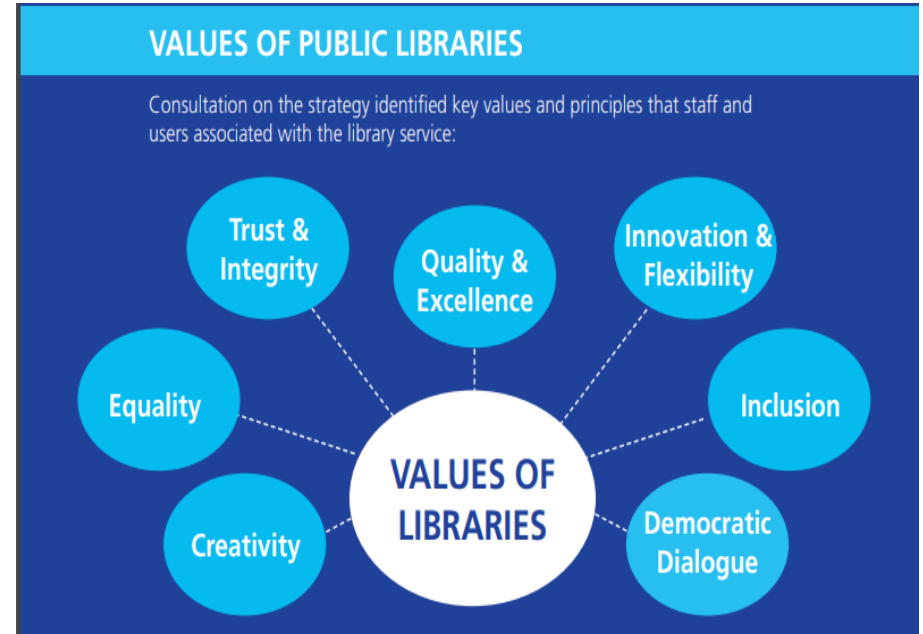 VALUES OF PUBLIC LIBRARIES
Consultation on the strategy identified key values and principles that staff and
users associated with the library service:
Trust &
Integrity
Quality &
Excellence
Innovation &
Flexibility
Equality
Inclusion
VALUES OF
LIBRARIES
Creativity
Democratic
Dialogue